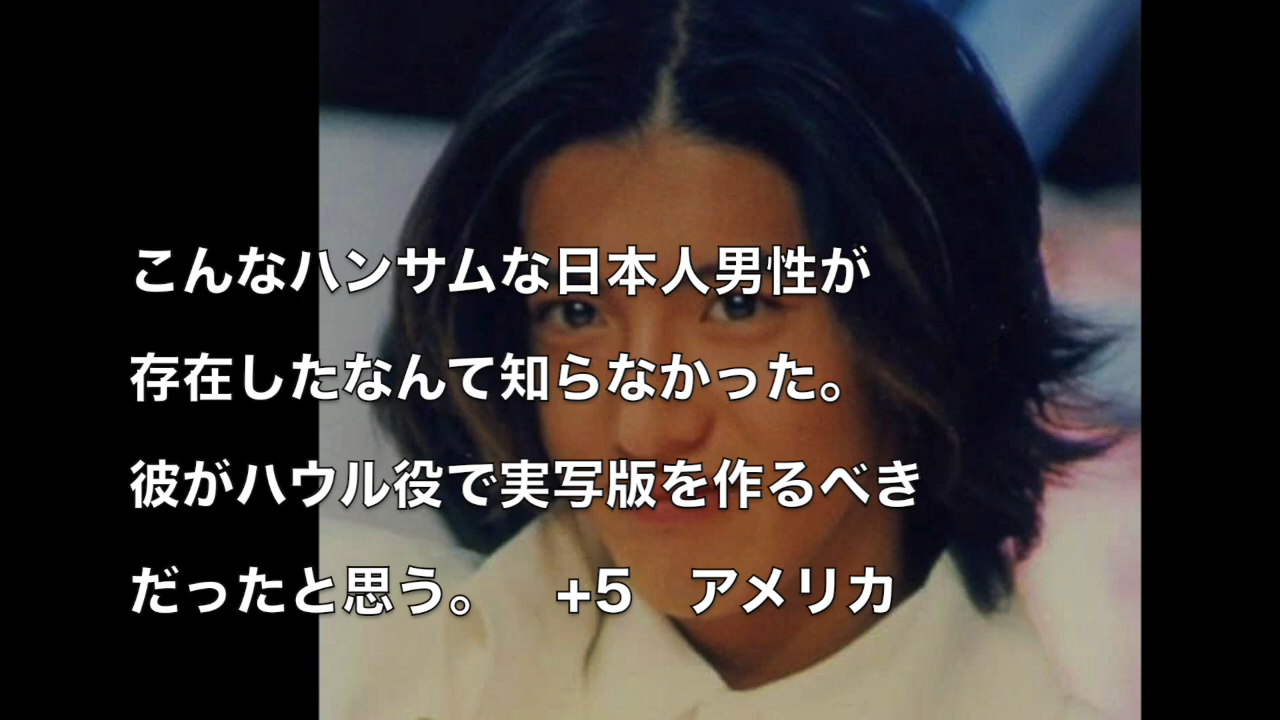 こんなハンサムな日本人男性が
存在したなんて知らなかった。
彼がハウル役で実写版を作るべき
だったと思う。　+5　アメリカ